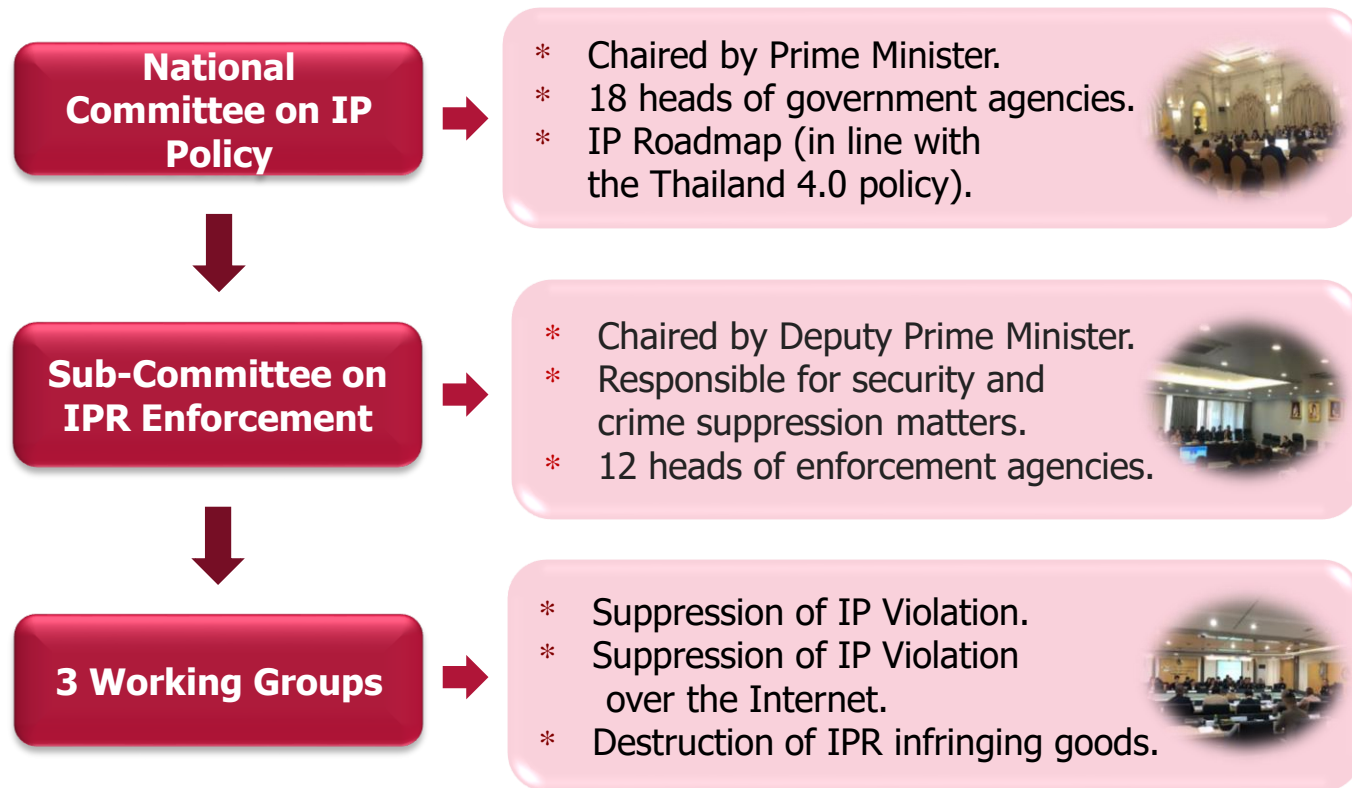 National
Committee on IP
Policy
* Chaired by Prime Minister.
* 18 heads of government agencies.
* IP Roadmap (in line with
the Thailand 4.0 policy).
Sub-Committee on
IPR Enforcement
* Chaired by Deputy Prime Minister.
* Responsible for security and
crime suppression matters.
* 12 heads of enforcement agencies.
3 Working Groups
* Suppression of IP Violation.
* Suppression of IP Violation
over the Internet.
* Destruction of IPR infringing goods.